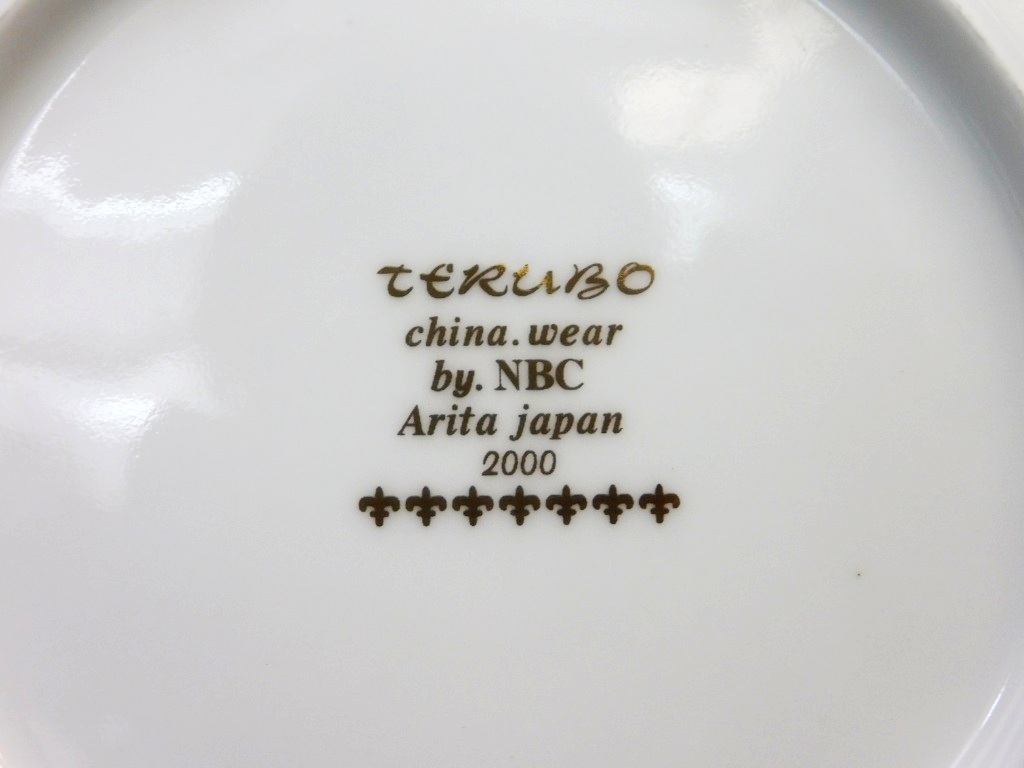 TERUBO
china.wear
by. NBC
Arita japan
2000